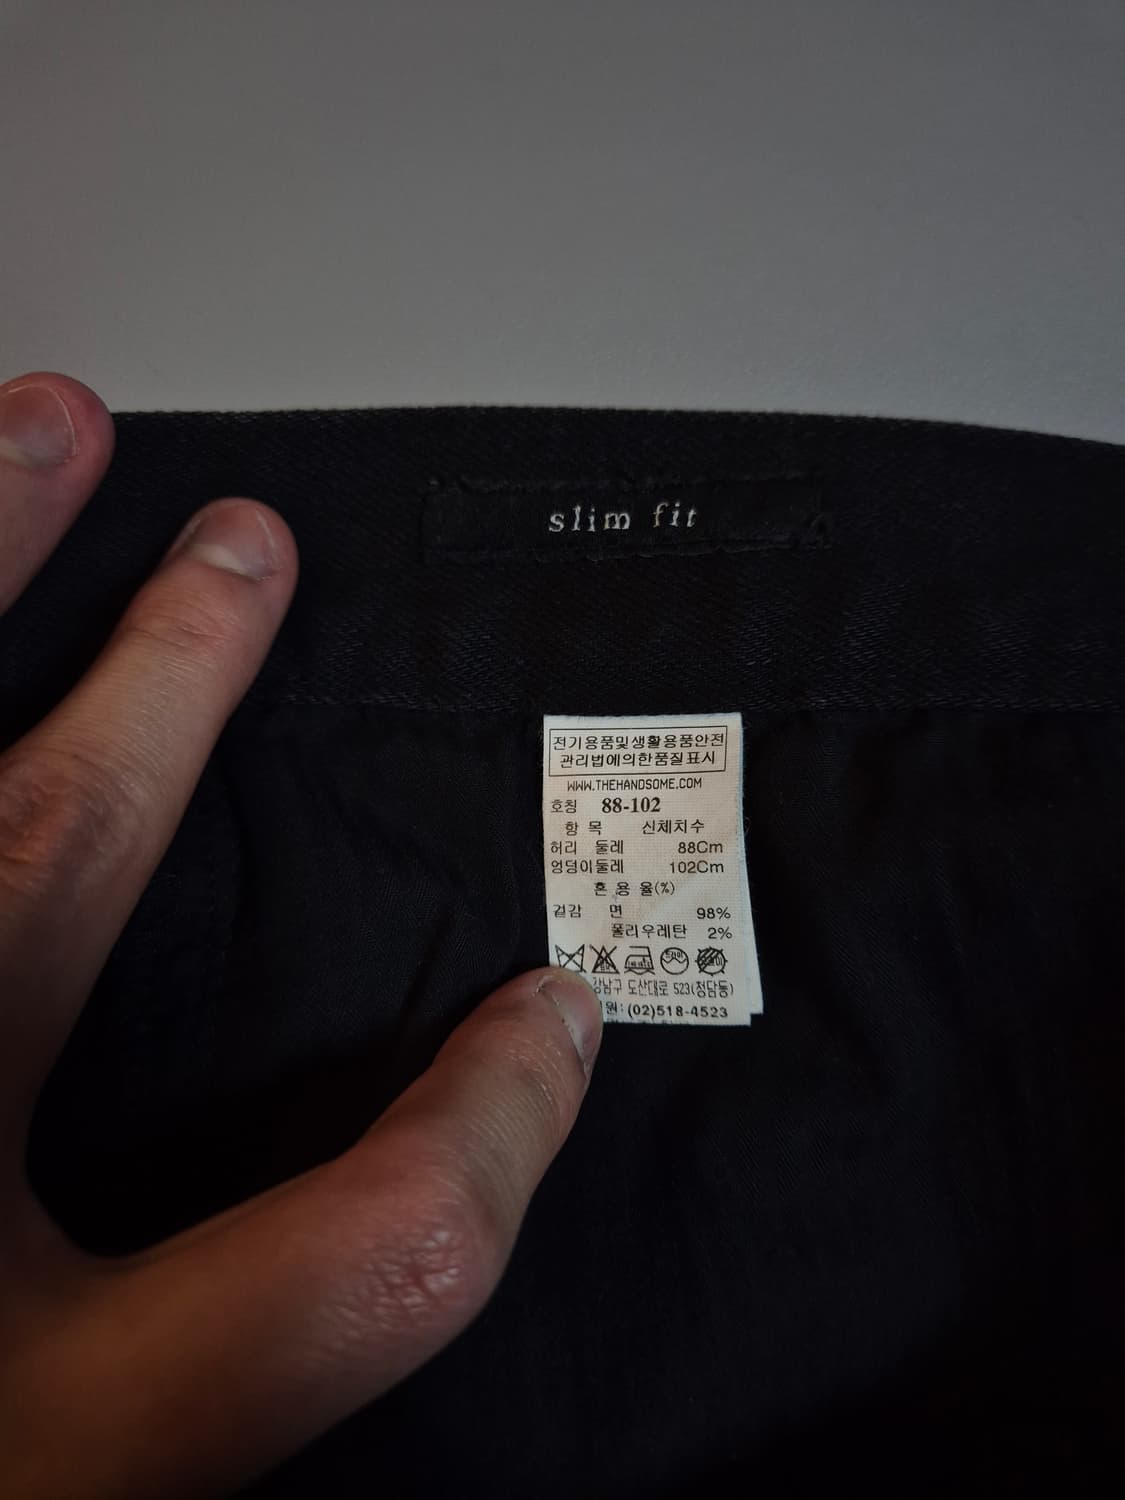 slim fit
전기용품및생활용품안전
관리법에의한품질표시
WWW.THEHANDSOME.COM
호칭 88-102
항 목 신체치수
허리 둘레 88Cm
엉덩이둘레 102Cm
혼 용 율(%)
겉감 면 98%
폴리우레탄 2%
강남구 도산대로 523(청담동)
원: (02)518-4523